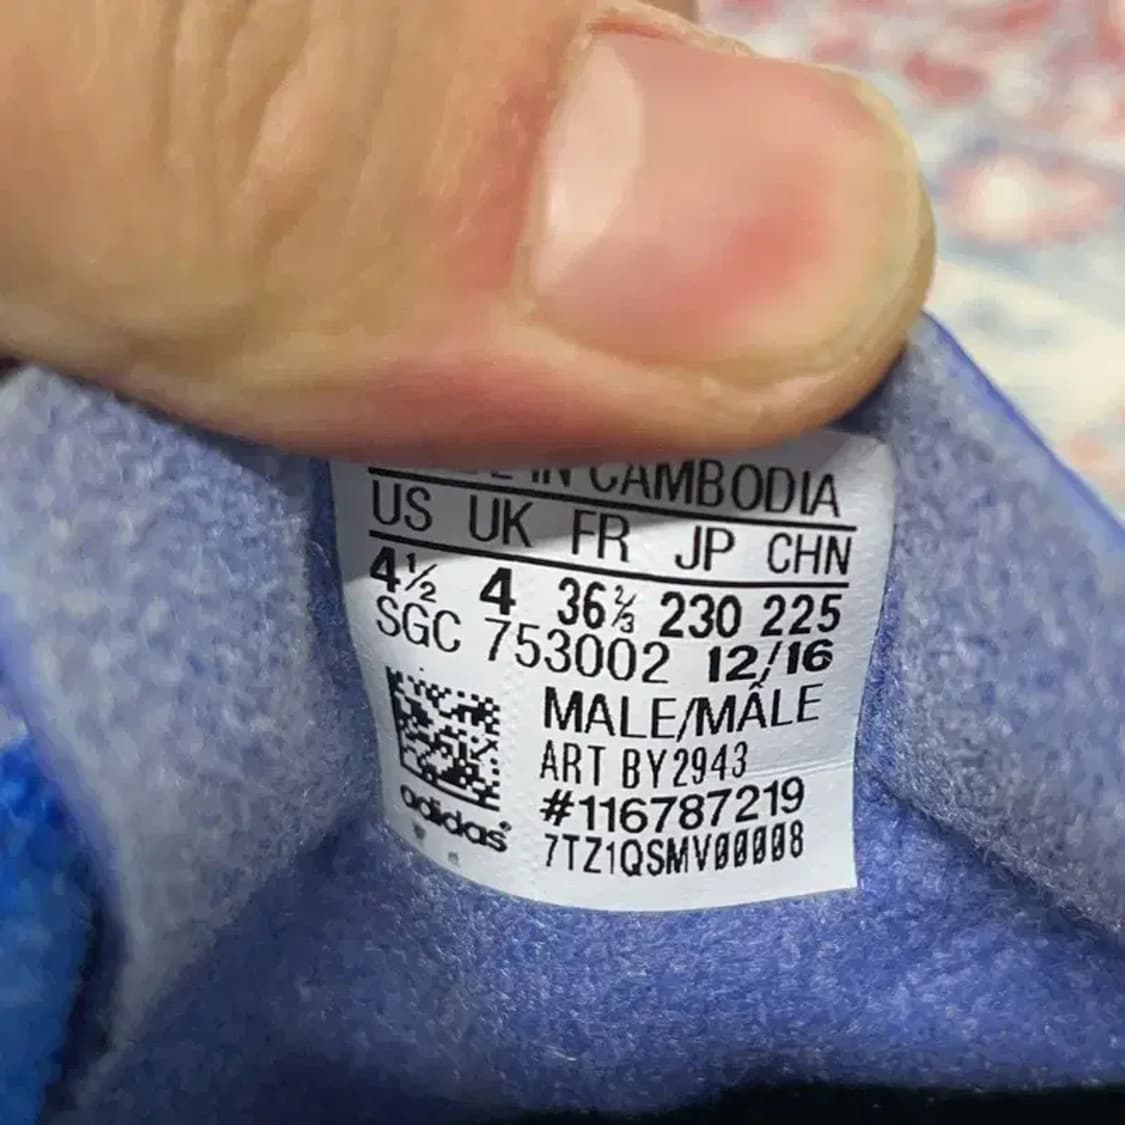 IN CAMBODIA
US UK FR JP CHN
4½ 4 36⅔ 230 225
SGC 753002 12/16
MALE/MÂLE
ART BY2943
#116787219
7TZ1QSMV00008
adidas®